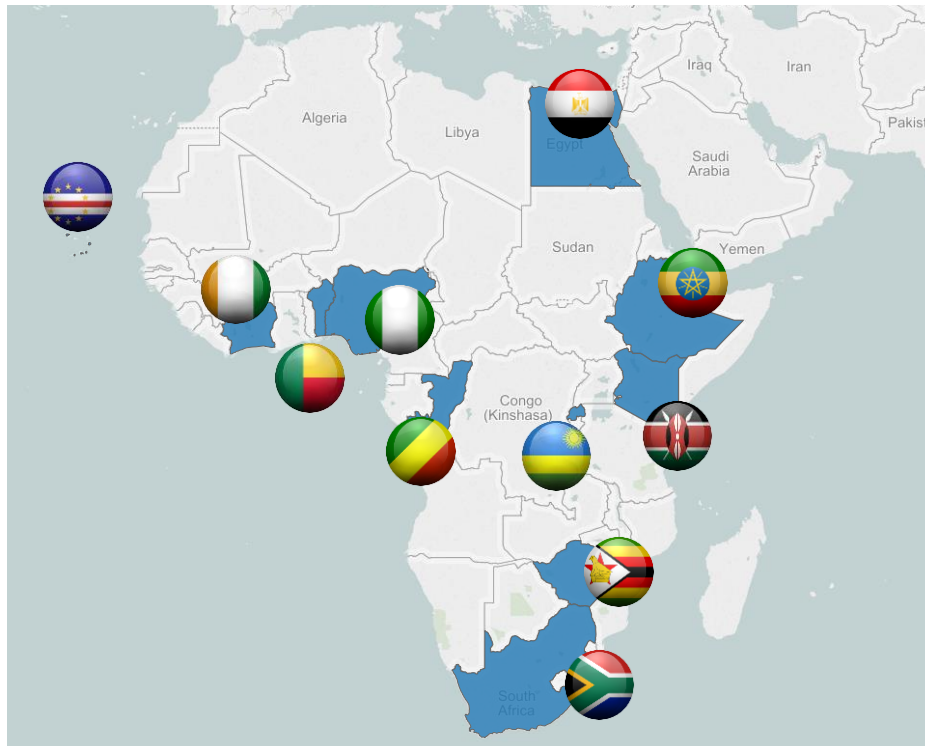 Iraq
Iran
Algeria
Libya
Egypt
Pakist
Saudi
Arabia
Sudan
Yemen
Congo
(Kinshasa)
South
Africa